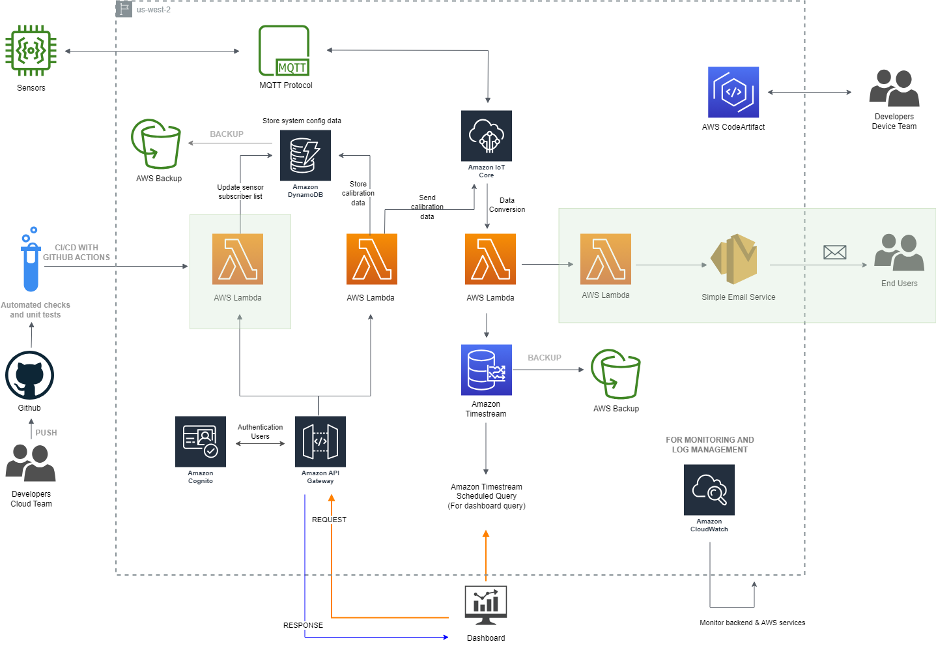 us-west-2
Sensors
MQTT
MQTT Protocol
AWS CodeArtifact
Developers
Device Team
Store system config data
BACKUP
AWS Backup
Amazon
DynamoDB
Amazon IoT
Core
Update sensor
subscriber list
Store
calibration
data
Send
calibration
data
Data
Conversion
CI/CD WITH
GITHUB ACTIONS
Automated checks
and unit tests
AWS Lambda
AWS Lambda
AWS Lambda
AWS Lambda
Simple Email Service
End Users
Github
PUSH
Developers
Cloud Team
Amazon
Timestream
BACKUP
AWS Backup
Authentication
Users
Amazon
Cognito
Amazon API
Gateway
FOR MONITORING AND
LOG MANAGEMENT
Amazon
CloudWatch
Amazon Timestream
Scheduled Query
(For dashboard query)
REQUEST
RESPONSE
Dashboard
Monitor backend & AWS services